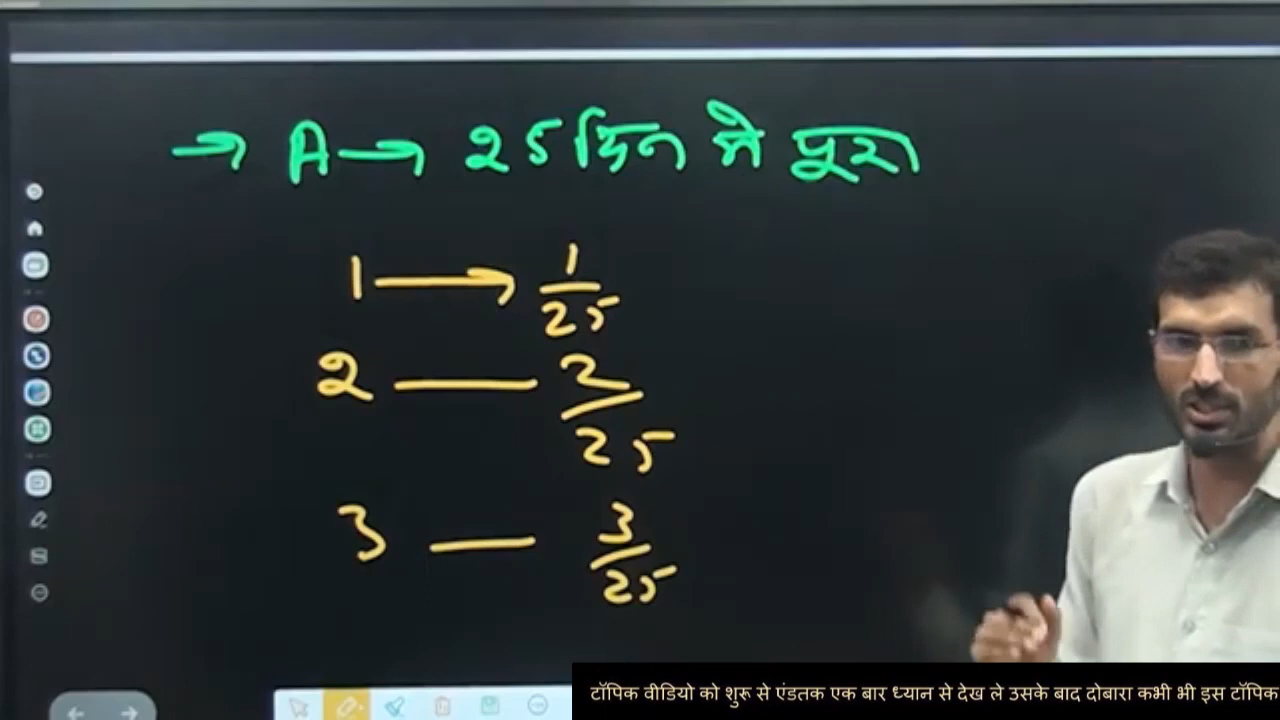 → A → 25 दिन मे पूरा
1 → 1/25
2 — 2/25
3 — 3/25
टॉपिक वीडियो को शुरू से एंडतक एक बार ध्यान से देख ले उसके बाद दोबारा कभी भी इस टॉपिक